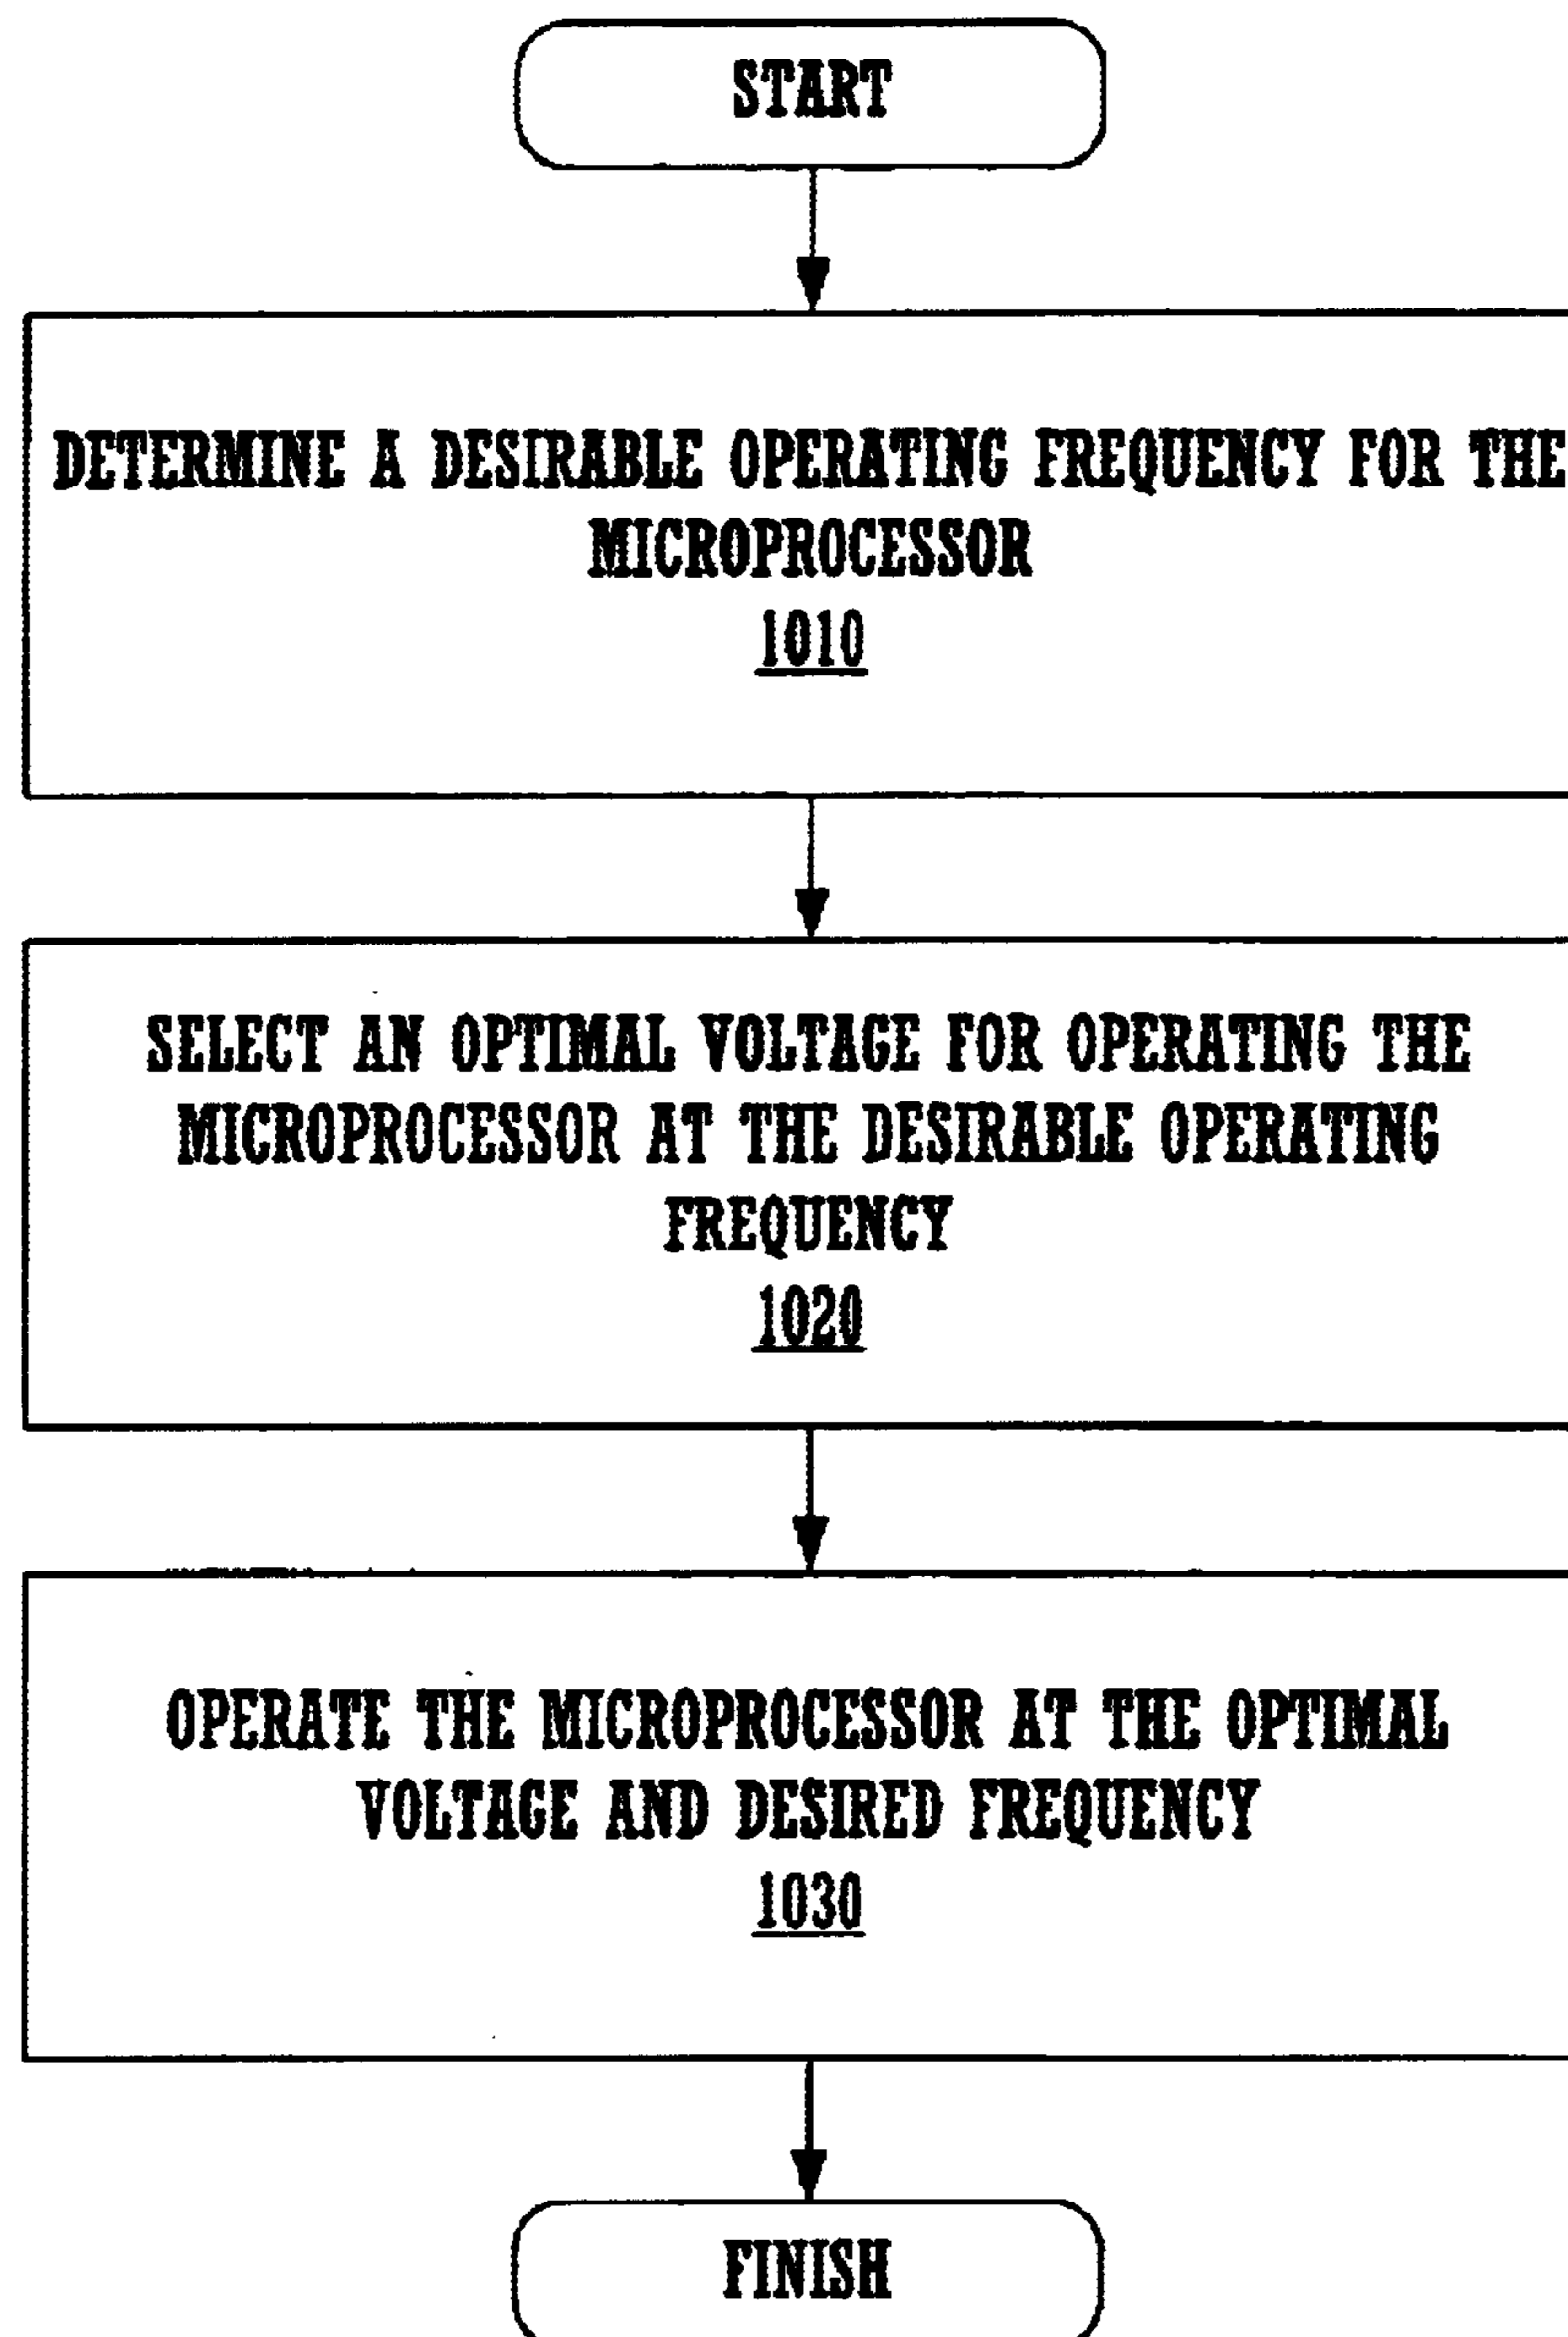 START
DETERMINE A DESIRABLE OPERATING FREQUENCY FOR THE
MICROPROCESSOR
1010
SELECT AN OPTIMAL VOLTAGE FOR OPERATING THE
MICROPROCESSOR AT THE DESIRABLE OPERATING
FREQUENCY
1020
OPERATE THE MICROPROCESSOR AT THE OPTIMAL
VOLTAGE AND DESIRED FREQUENCY
1030
FINISH